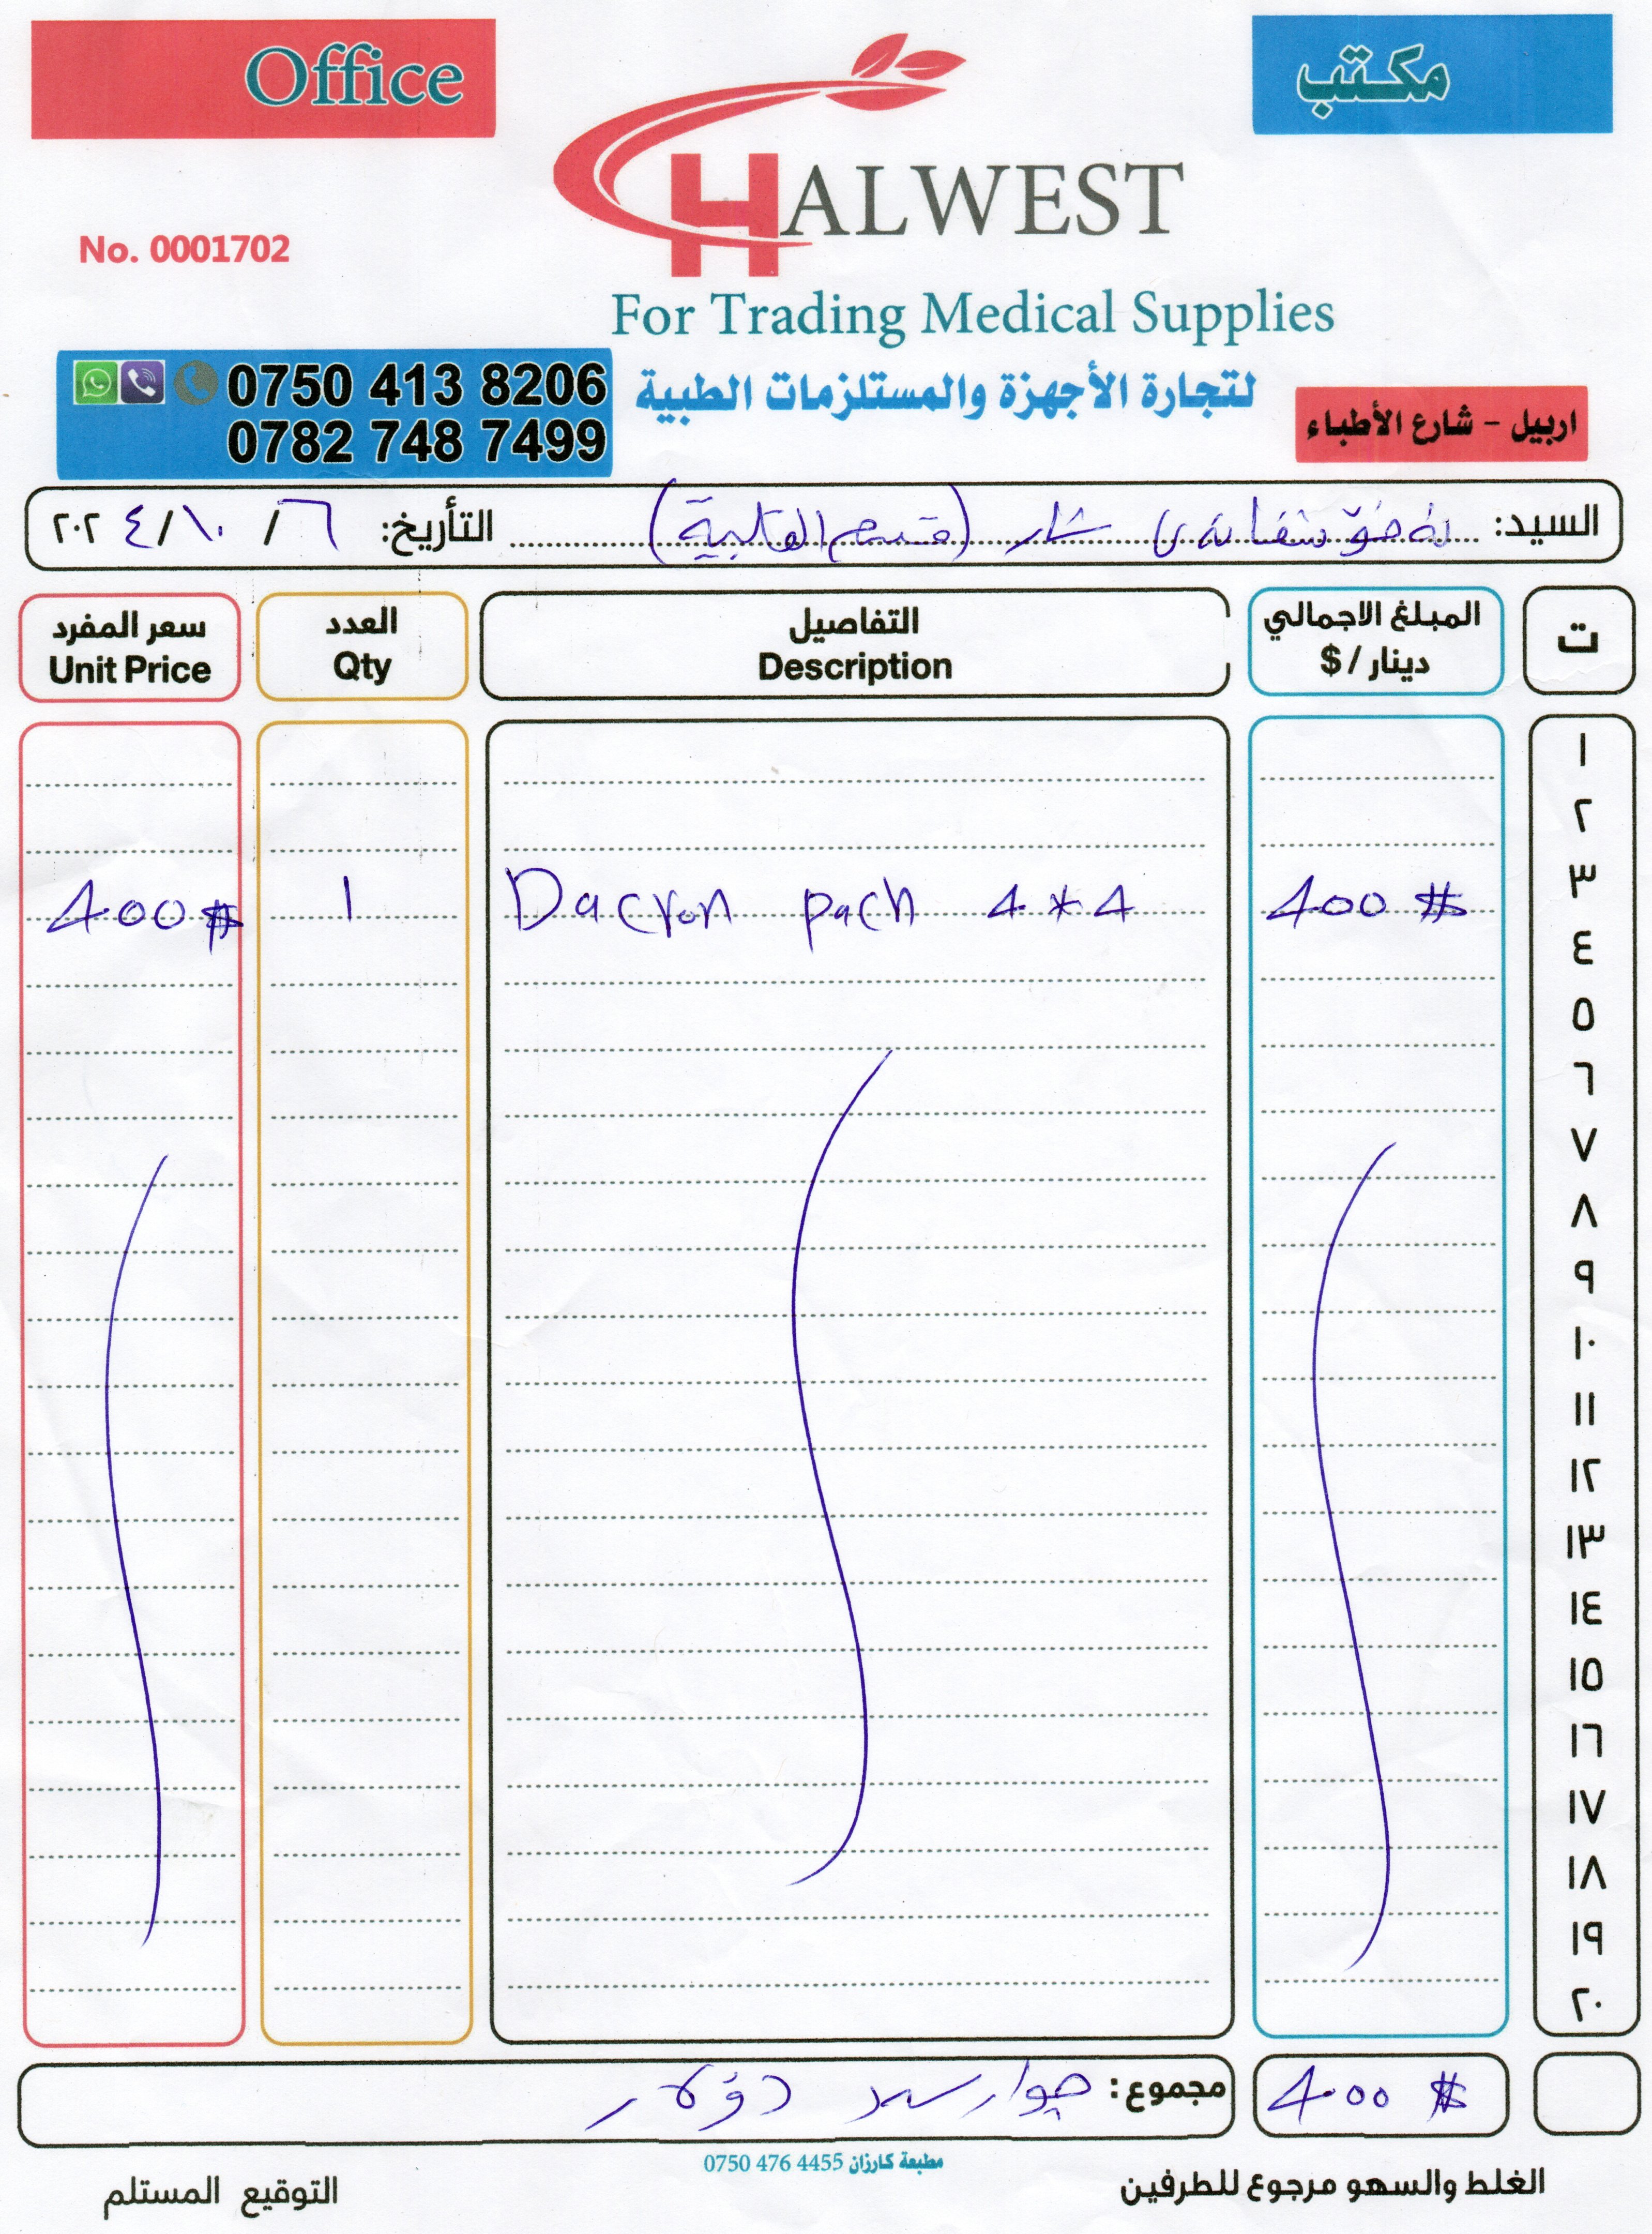 Office
مكتب
HALWEST
No. 0001702
For Trading Medical Supplies
0750 413 8206
0782 748 7499
لتجارة الأجهزة والمستلزمات الطبية
اربيل - شارع الأطباء
السيد: نەخۆشخانەی شار (قسم القلبية) التأريخ: ٦ / ١٠ / ٢٠٢٤
ت
المبلغ الاجمالي
دينار / $
التفاصيل
Description
العدد
Qty
سعر المفرد
Unit Price
١
٢
٣
400 $ 1 Dacron pach 4*4 400 $
٤
٥
٦
٧
٨
٩
١٠
١١
١٢
١٣
١٤
١٥
١٦
١٧
١٨
١٩
٢٠
400 $ مجموع: چوار سەد دۆلار
مطبعة كارزان 0750 476 4455
الغلط والسهو مرجوع للطرفين
التوقيع المستلم